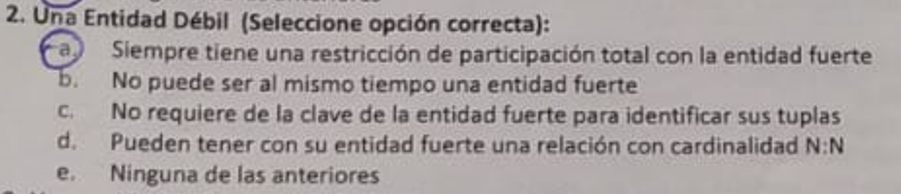 2. Una Entidad Débil (Seleccione opción correcta):
a. Siempre tiene una restricción de participación total con la entidad fuerte
b. No puede ser al mismo tiempo una entidad fuerte
c. No requiere de la clave de la entidad fuerte para identificar sus tuplas
d. Pueden tener con su entidad fuerte una relación con cardinalidad N:N
e. Ninguna de las anteriores